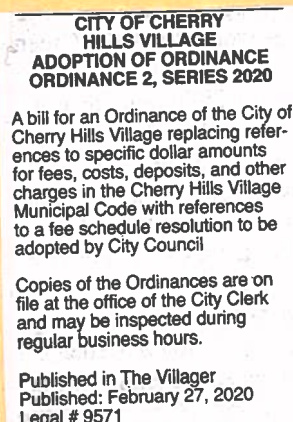 CITY OF CHERRY
HILLS VILLAGE
ADOPTION OF ORDINANCE
ORDINANCE 2, SERIES 2020
A bill for an Ordinance of the City of
Cherry Hills Village replacing refer-
ences to specific dollar amounts
for fees, costs, deposits, and other
charges in the Cherry Hills Village
Municipal Code with references
to a fee schedule resolution to be
adopted by City Council
Copies of the Ordinances are on
file at the office of the City Clerk
and may be inspected during
regular business hours.
Published in The Villager
Published: February 27, 2020
Legal # 9571